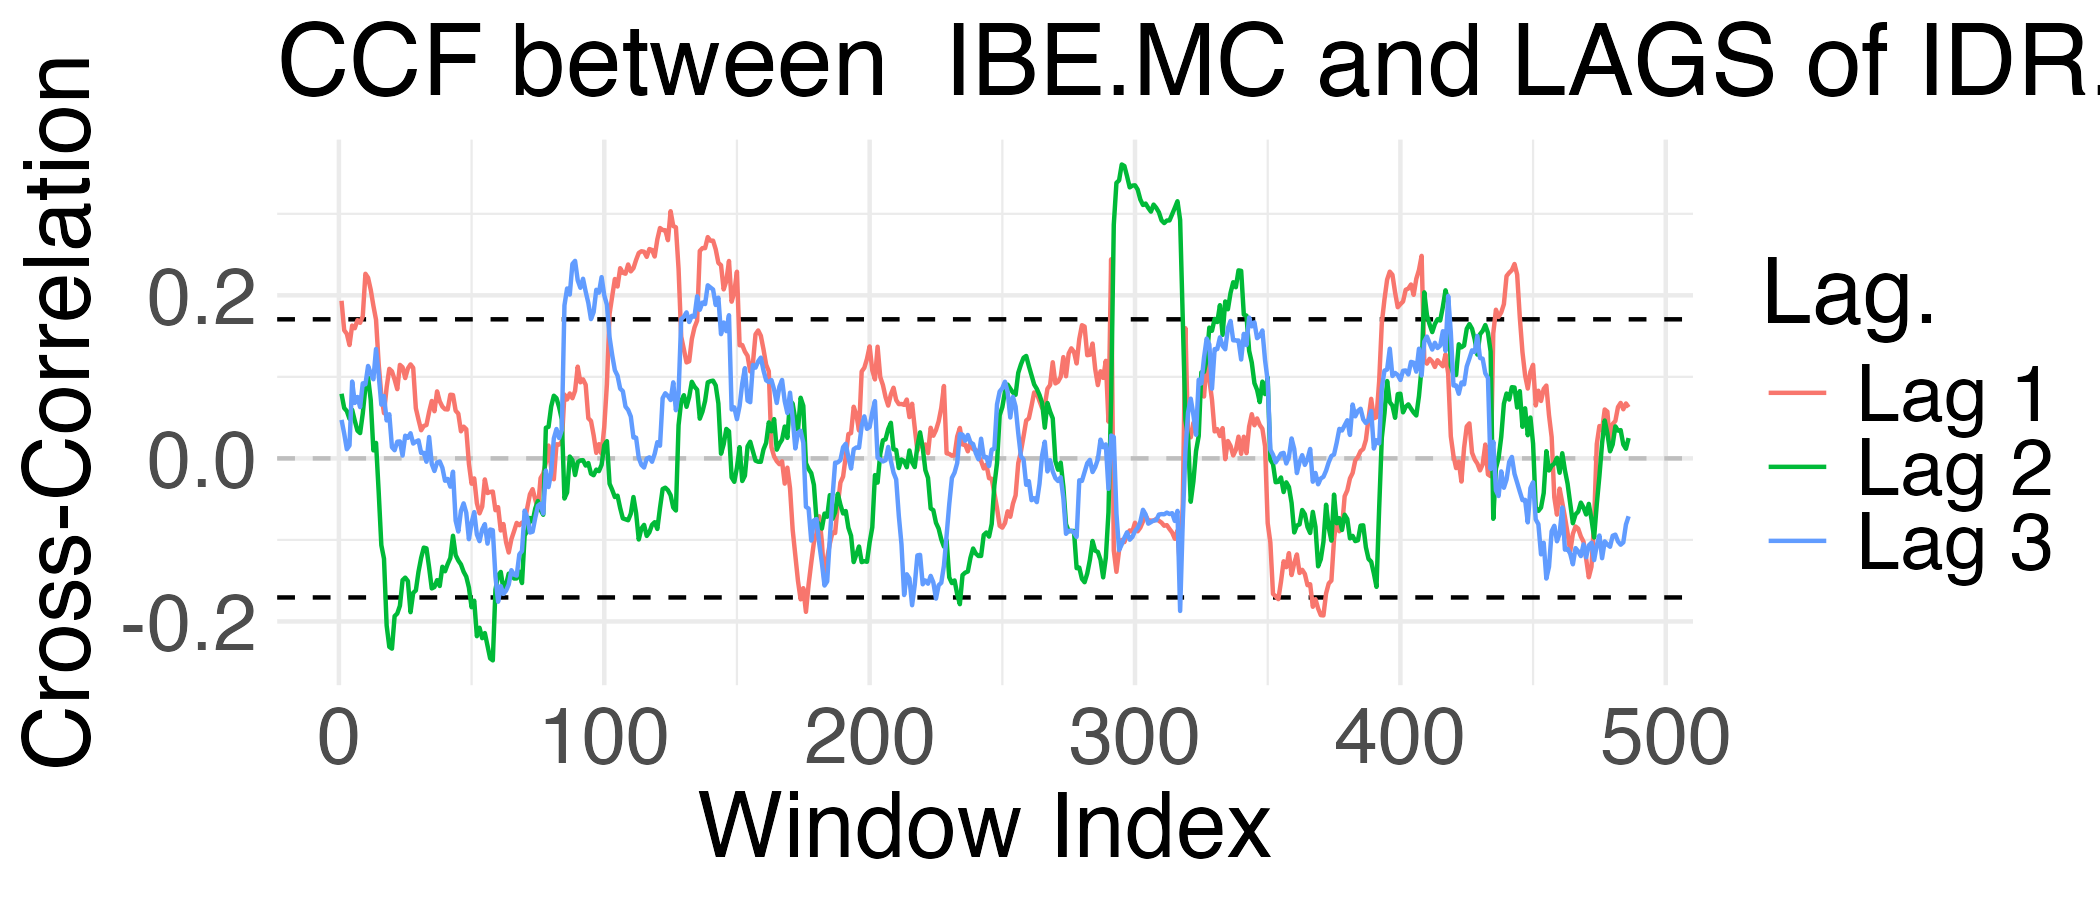 CCF between  IBE.MC and LAGS of IDR.
Cross-Correlation
0.2
0.0
-0.2
0 100 200 300 400 500
Window Index
Lag.
Lag 1
Lag 2
Lag 3